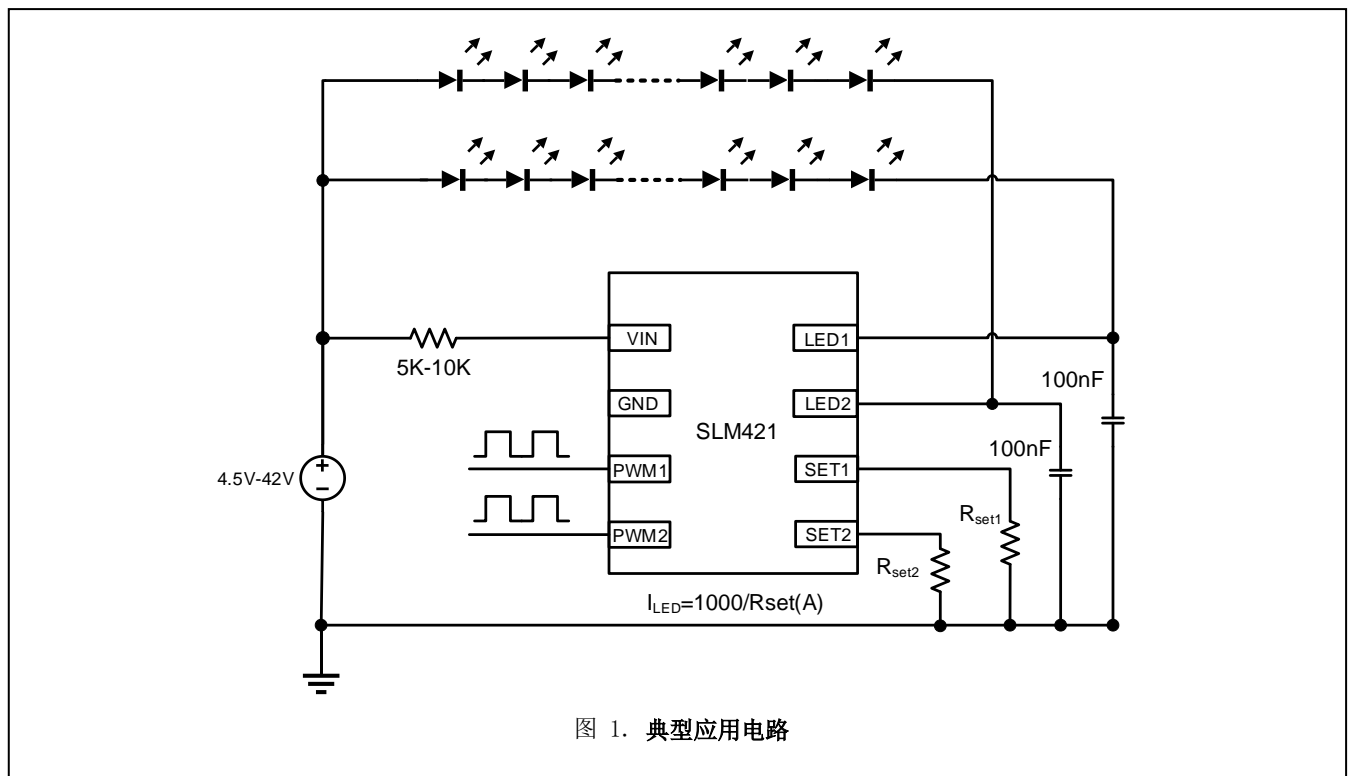 VIN
LED1
5K-10K
100nF
GND
LED2
SLM421
100nF
4.5V-42V
PWM1
SET1
Rset1
PWM2
SET2
Rset2
ILED=1000/Rset(A)
图 1. 典型应用电路